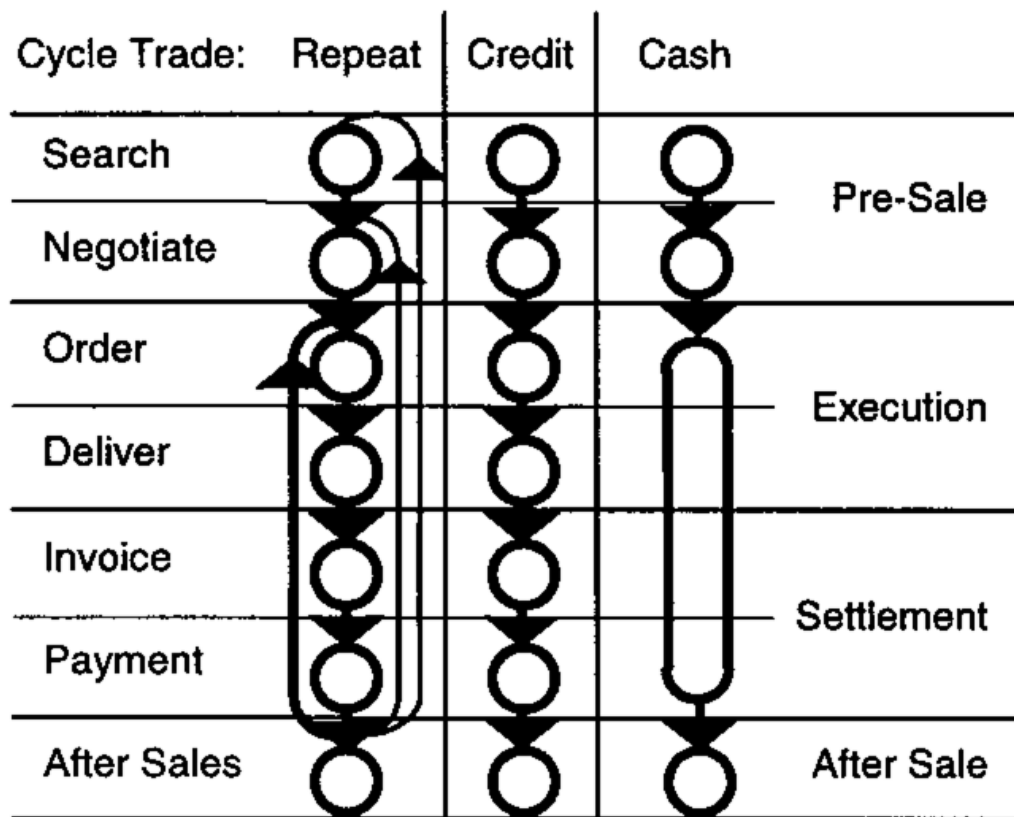 Cycle Trade: Repeat Credit Cash
Search
Pre-Sale
Negotiate
Order
Execution
Deliver
Invoice
Settlement
Payment
After Sales After Sale